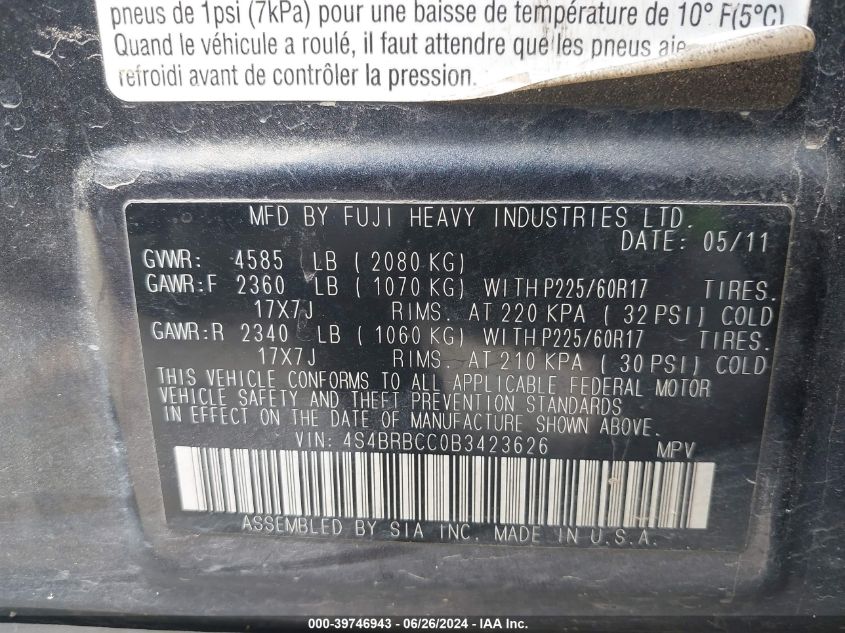 pneus de 1psi (7kPa) pour une baisse de température de 10° F(5°C)
Quand le véhicule a roulé, il faut attendre que les pneus aie
refroidi avant de contrôler la pression.
MFD BY FUJI HEAVY INDUSTRIES LTD.
DATE: 05/11
GVWR: 4585 LB ( 2080 KG)
GAWR:F 2360 LB ( 1070 KG) WITH P225/60R17 TIRES.
17X7J RIMS. AT 220 KPA ( 32 PSI) COLD
GAWR:R 2340 LB ( 1060 KG) WITH P225/60R17 TIRES.
17X7J RIMS. AT 210 KPA ( 30 PSI) COLD
THIS VEHICLE CONFORMS TO ALL APPLICABLE FEDERAL MOTOR
VEHICLE SAFETY AND THEFT PREVENTION STANDARDS
IN EFFECT ON THE DATE OF MANUFACTURE SHOWN ABOVE.
VIN: 4S4BRBCC0B3423626 MPV
ASSEMBLED BY SIA INC. MADE IN U.S.A.
000-39746943 - 06/26/2024 - IAA Inc.